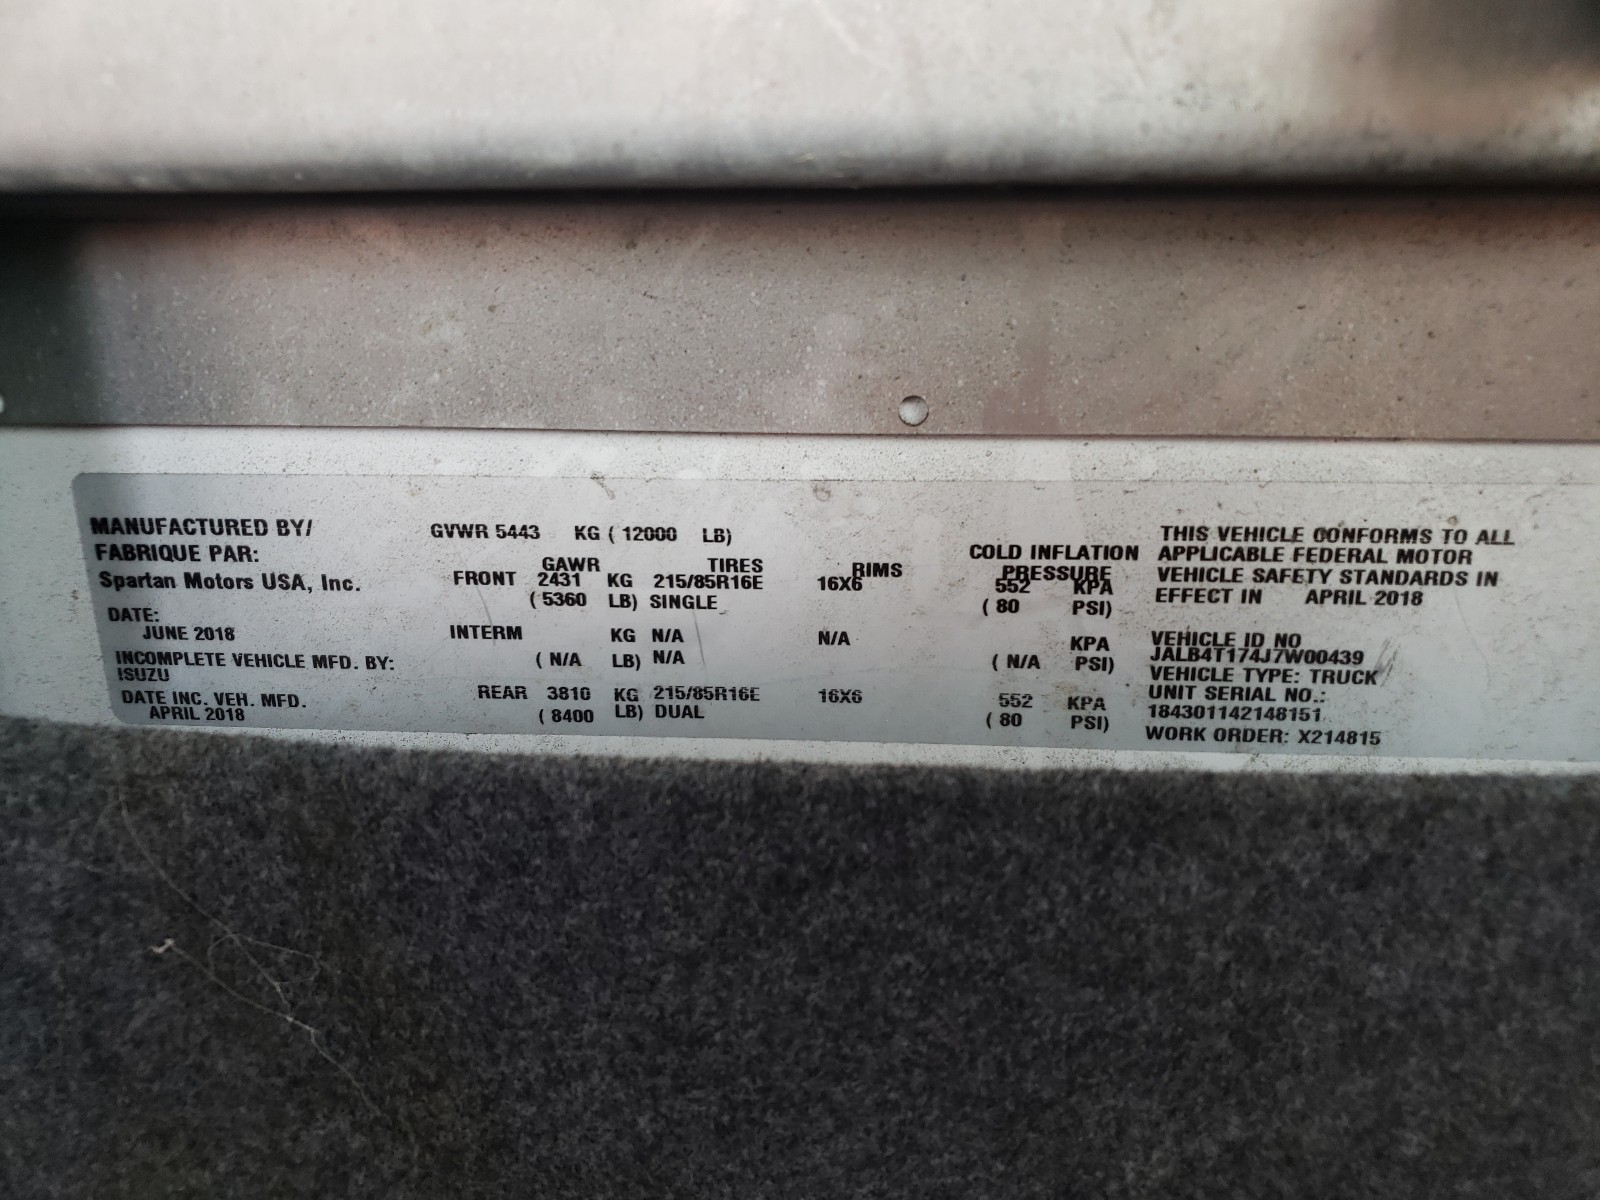 MANUFACTURED BY/
FABRIQUE PAR:
Spartan Motors USA, Inc.
DATE:
JUNE 2018
INCOMPLETE VEHICLE MFD. BY:
ISUZU
DATE INC. VEH. MFD.
APRIL 2018
GVWR 5443 KG ( 12000 LB)
GAWR TIRES RIMS COLD INFLATION PRESSURE
FRONT 2431 KG 215/85R16E 16X6 552 KPA
( 5360 LB) SINGLE ( 80 PSI)
INTERM KG N/A N/A KPA
( N/A LB) N/A ( N/A PSI)
REAR 3810 KG 215/85R16E 16X6 552 KPA
( 8400 LB) DUAL ( 80 PSI)
THIS VEHICLE CONFORMS TO ALL
APPLICABLE FEDERAL MOTOR
VEHICLE SAFETY STANDARDS IN
EFFECT IN APRIL 2018
VEHICLE ID NO
JALB4T174J7W00439
VEHICLE TYPE: TRUCK
UNIT SERIAL NO.:
184301142148151
WORK ORDER: X214815